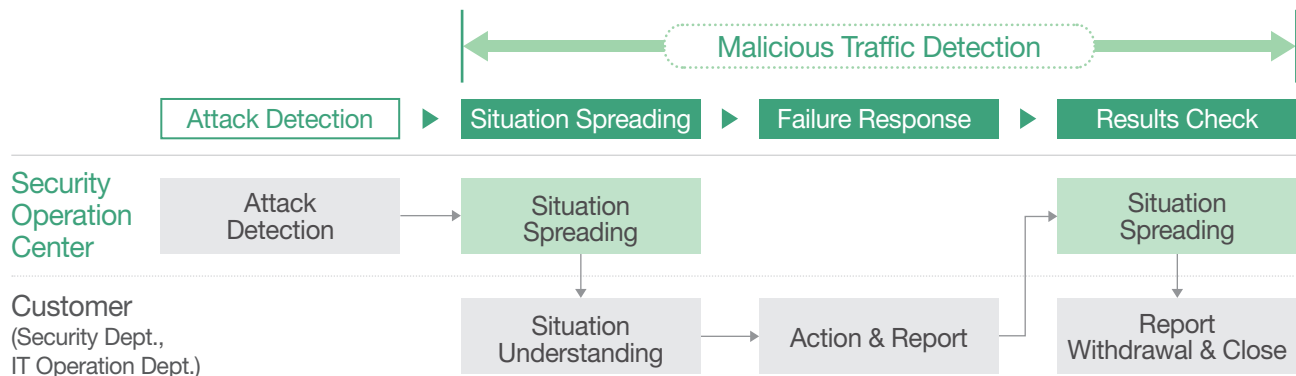 Malicious Traffic Detection
Attack Detection
Situation Spreading
Failure Response
Results Check
Security
Operation
Center
Attack
Detection
Situation
Spreading
Situation
Spreading
Customer
(Security Dept.,
IT Operation Dept.)
Situation
Understanding
Action & Report
Report
Withdrawal & Close